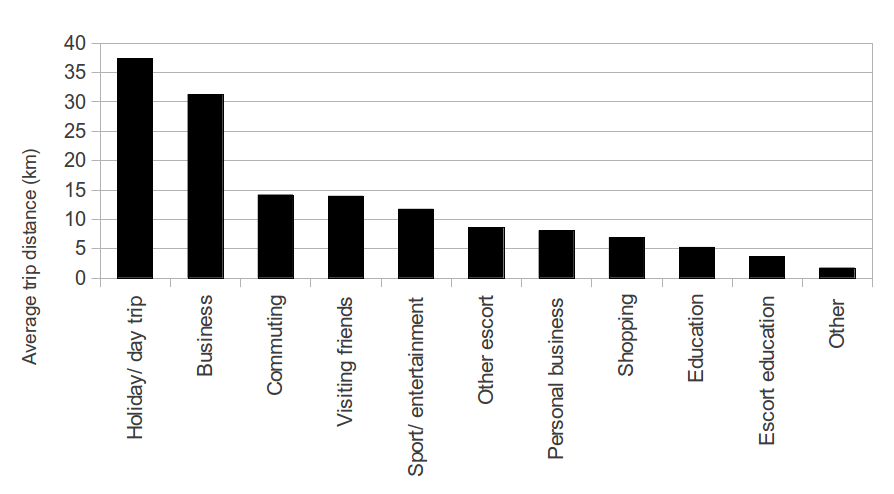 Average trip distance (km)
40
35
30
25
20
15
10
5
0
Holiday/ day trip
Business
Commuting
Visiting friends
Sport/ entertainment
Other escort
Personal business
Shopping
Education
Escort education
Other